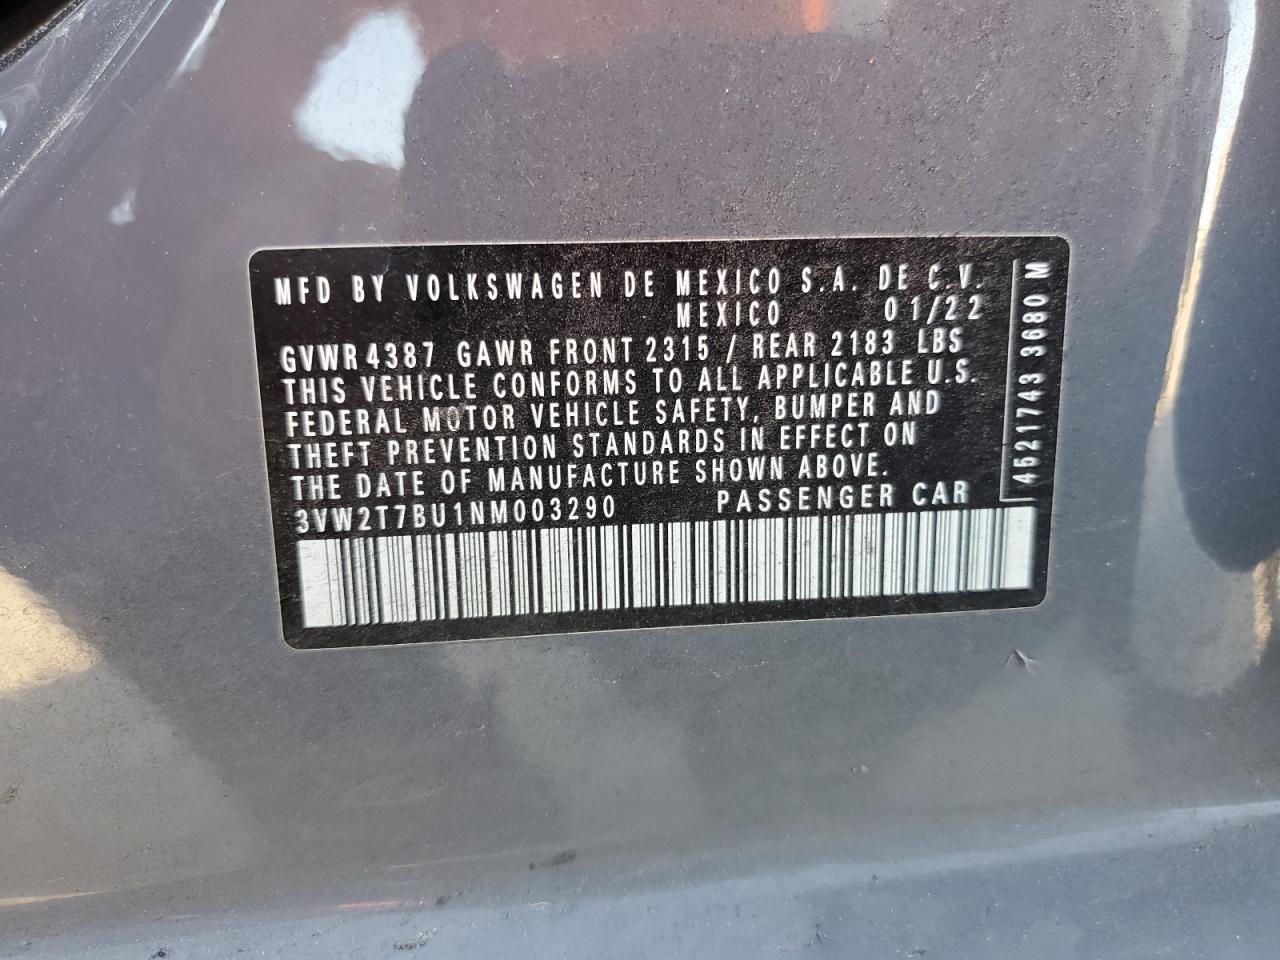 MFD BY VOLKSWAGEN DE MEXICO S.A. DE C.V.
MEXICO 01/22
GVWR 4387 GAWR FRONT 2315 / REAR 2183 LBS
THIS VEHICLE CONFORMS TO ALL APPLICABLE U.S.
FEDERAL MOTOR VEHICLE SAFETY, BUMPER AND
THEFT PREVENTION STANDARDS IN EFFECT ON
THE DATE OF MANUFACTURE SHOWN ABOVE.
3VW2T7BU1NM003290 PASSENGER CAR
4521743 3680 M